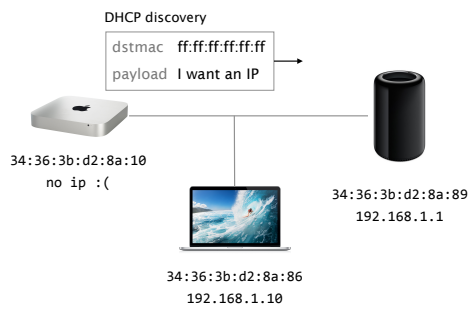 DHCP discovery
dstmac ff:ff:ff:ff:ff:ff
payload I want an IP
34:36:3b:d2:8a:10
no ip :(
34:36:3b:d2:8a:89
192.168.1.1
34:36:3b:d2:8a:86
192.168.1.10